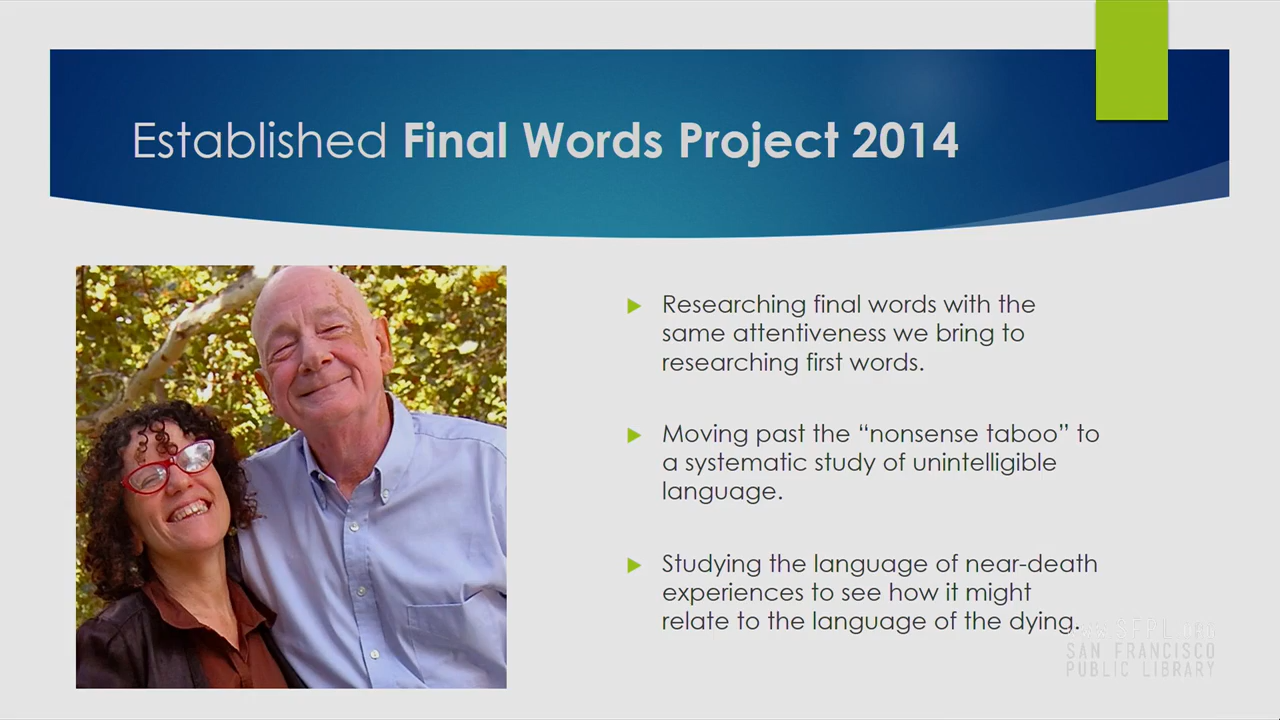 Established Final Words Project 2014
Researching final words with the
same attentiveness we bring to
researching first words.
Moving past the “nonsense taboo” to
a systematic study of unintelligible
language.
Studying the language of near-death
experiences to see how it might
relate to the language of the dying.
SFPL
SAN FRANCISCO
PUBLIC LIBRARY